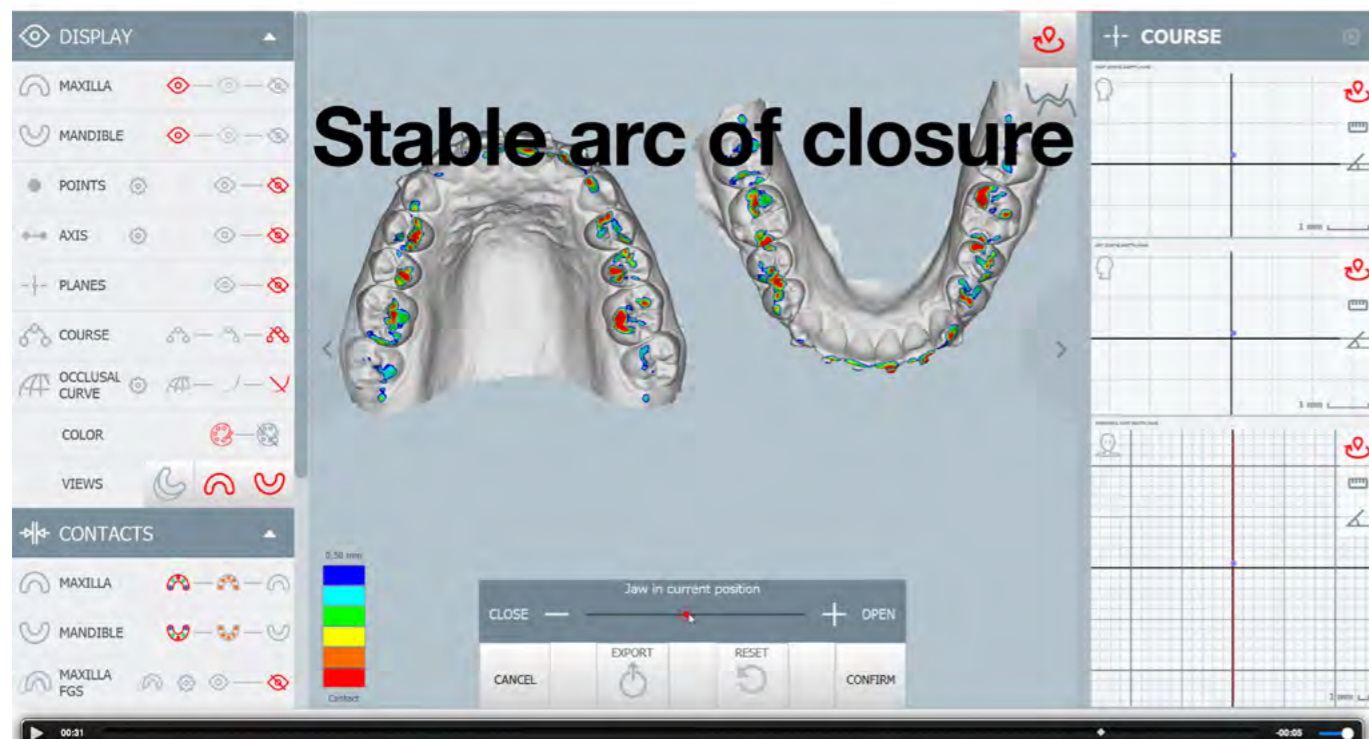 DISPLAY
MAXILLA
MANDIBLE
POINTS
AXIS
PLANES
COURSE
OCCLUSAL
CURVE
COLOR
VIEWS
CONTACTS
MAXILLA
MANDIBLE
MAXILLA
FGS
Stable arc of closure
0.50 mm
Contact
Jaw in current position
CLOSE
OPEN
CANCEL
EXPORT
RESET
CONFIRM
COURSE
1 mm
1 mm
1 mm
00:31
-00:05